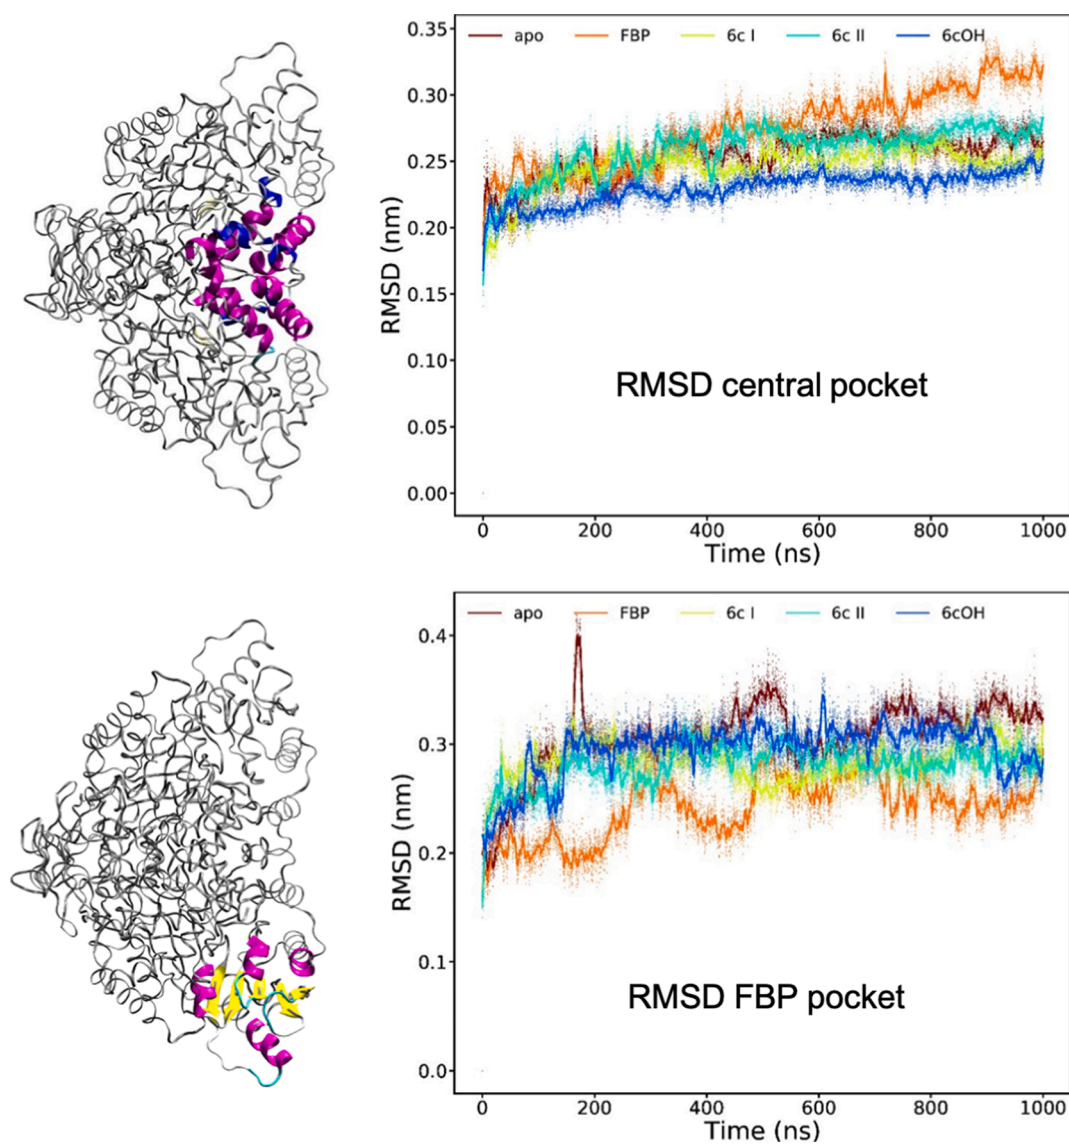 apo FBP 6c I 6c II 6cOH
0.35
0.30
0.25
0.20
0.15
0.10
0.05
0.00
RMSD (nm)
RMSD central pocket
0 200 400 600 800 1000
Time (ns)
apo FBP 6c I 6c II 6cOH
0.4
0.3
0.2
0.1
0.0
RMSD (nm)
RMSD FBP pocket
0 200 400 600 800 1000
Time (ns)